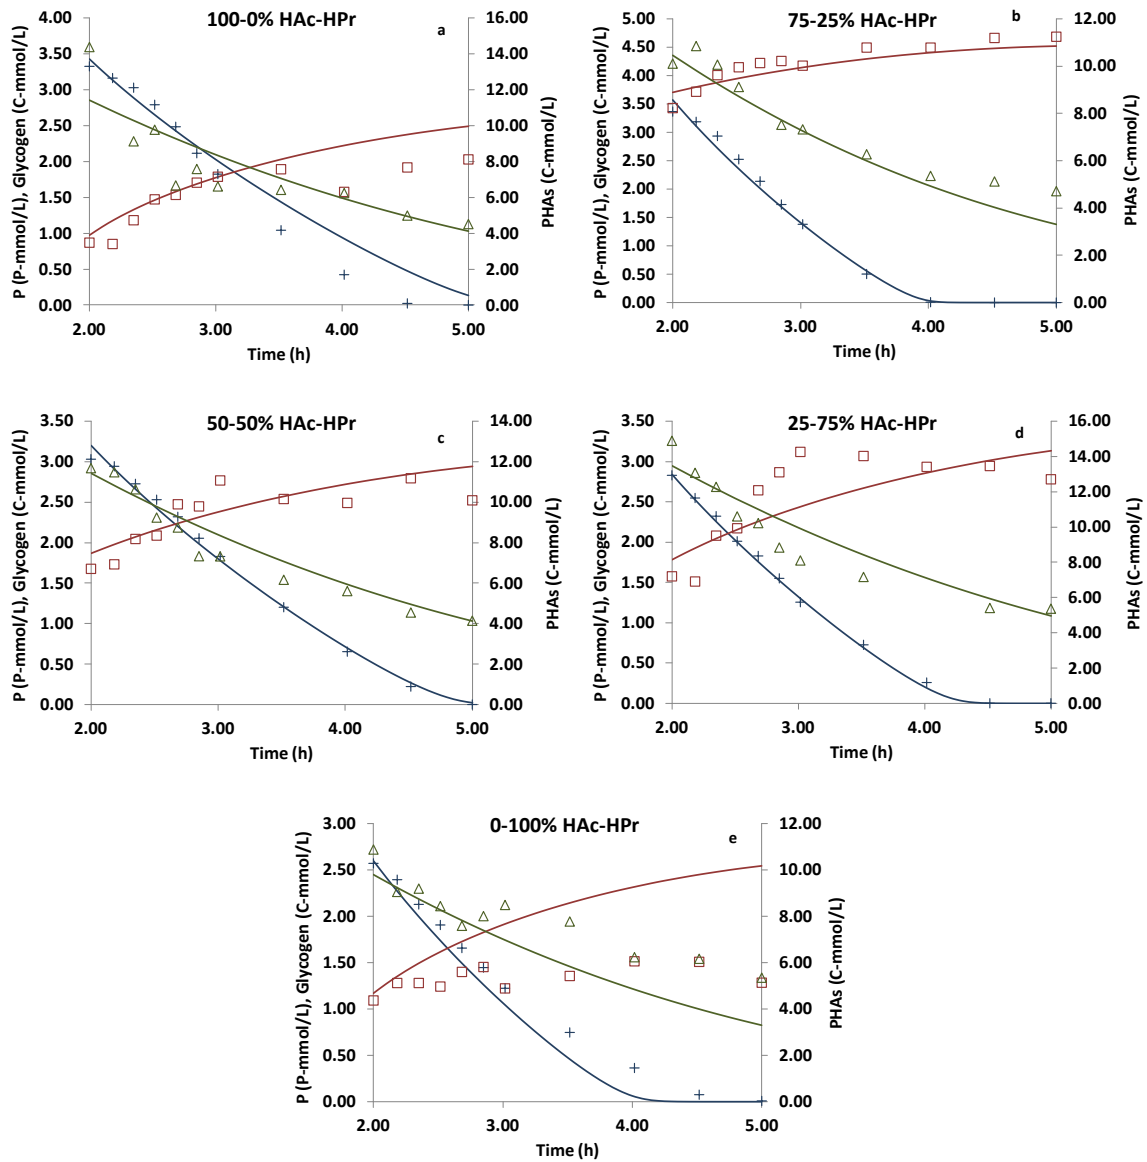 100-0% HAc-HPr
a
P (P-mmol/L), Glycogen (C-mmol/L)
4.00
3.50
3.00
2.50
2.00
1.50
1.00
0.50
0.00
16.00
14.00
12.00
10.00
8.00
6.00
4.00
2.00
0.00
PHAs (C-mmol/L)
2.00 3.00 4.00 5.00
Time (h)
75-25% HAc-HPr
b
P (P-mmol/L), Glycogen (C-mmol/L)
5.00
4.50
4.00
3.50
3.00
2.50
2.00
1.50
1.00
0.50
0.00
12.00
10.00
8.00
6.00
4.00
2.00
0.00
PHAs (C-mmol/L)
2.00 3.00 4.00 5.00
Time (h)
50-50% HAc-HPr
c
P (P-mmol/L), Glycogen (C-mmol/L)
3.50
3.00
2.50
2.00
1.50
1.00
0.50
0.00
14.00
12.00
10.00
8.00
6.00
4.00
2.00
0.00
PHAs (C-mmol/L)
2.00 3.00 4.00 5.00
Time (h)
25-75% HAc-HPr
d
P (P-mmol/L), Glycogen (C-mmol/L)
3.50
3.00
2.50
2.00
1.50
1.00
0.50
0.00
16.00
14.00
12.00
10.00
8.00
6.00
4.00
2.00
0.00
PHAs (C-mmol/L)
2.00 3.00 4.00 5.00
Time (h)
0-100% HAc-HPr
e
P (P-mmol/L), Glycogen (C-mmol/L)
3.00
2.50
2.00
1.50
1.00
0.50
0.00
12.00
10.00
8.00
6.00
4.00
2.00
0.00
PHAs (C-mmol/L)
2.00 3.00 4.00 5.00
Time (h)